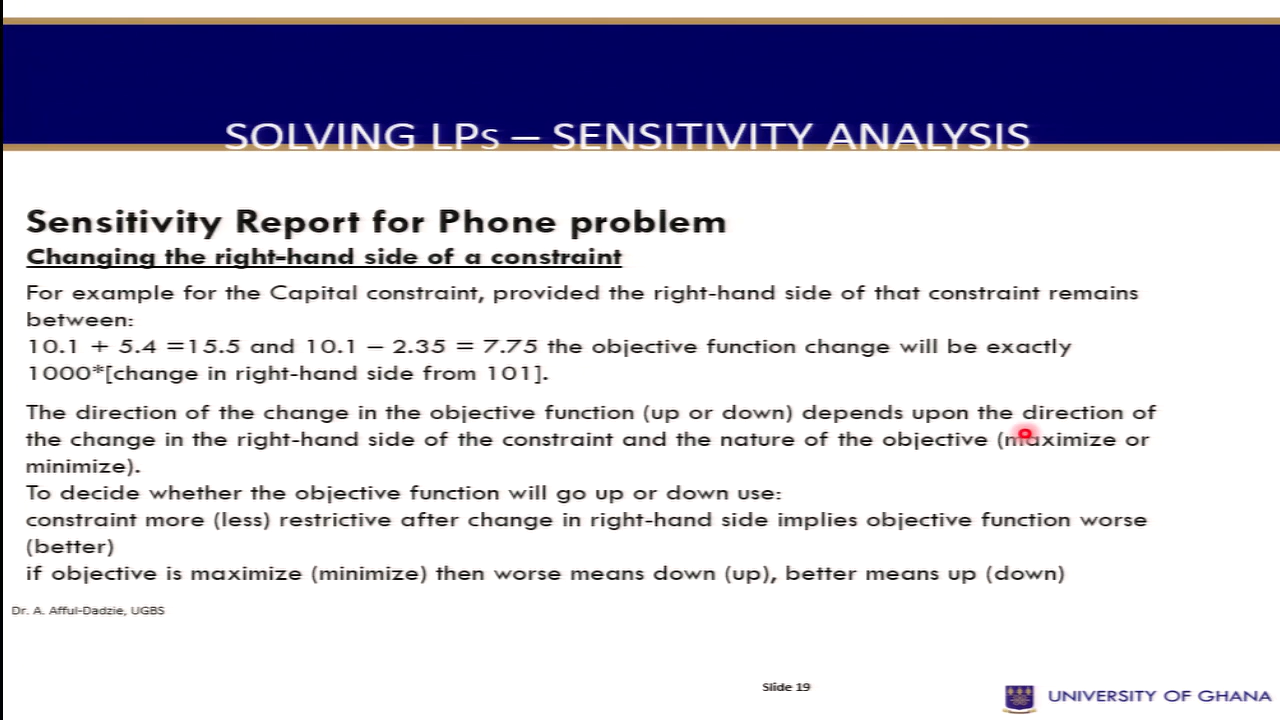 SOLVING LPs – SENSITIVITY ANALYSIS
Sensitivity Report for Phone problem
Changing the right-hand side of a constraint
For example for the Capital constraint, provided the right-hand side of that constraint remains
between:
10.1 + 5.4 =15.5 and 10.1 – 2.35 = 7.75 the objective function change will be exactly
1000*[change in right-hand side from 101].
The direction of the change in the objective function (up or down) depends upon the direction of
the change in the right-hand side of the constraint and the nature of the objective (maximize or
minimize).
To decide whether the objective function will go up or down use:
constraint more (less) restrictive after change in right-hand side implies objective function worse
(better)
if objective is maximize (minimize) then worse means down (up), better means up (down)
Dr. A. Afful-Dadzie, UGBS
Slide 19
UNIVERSITY OF GHANA